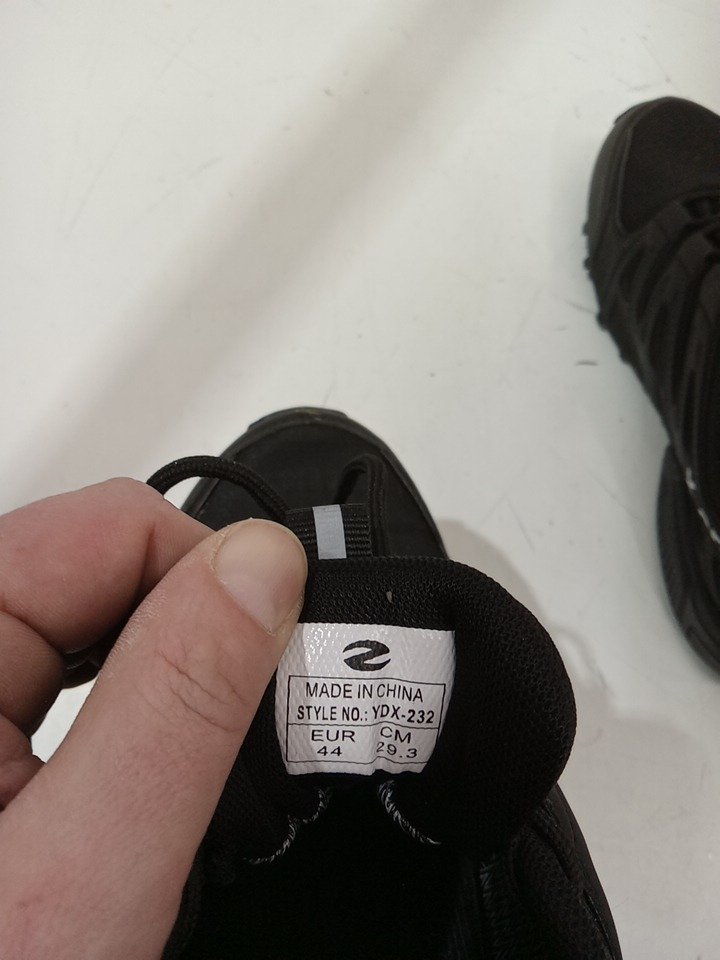 MADE IN CHINA
STYLE NO.: YDX-232
EUR CM
44 29.3